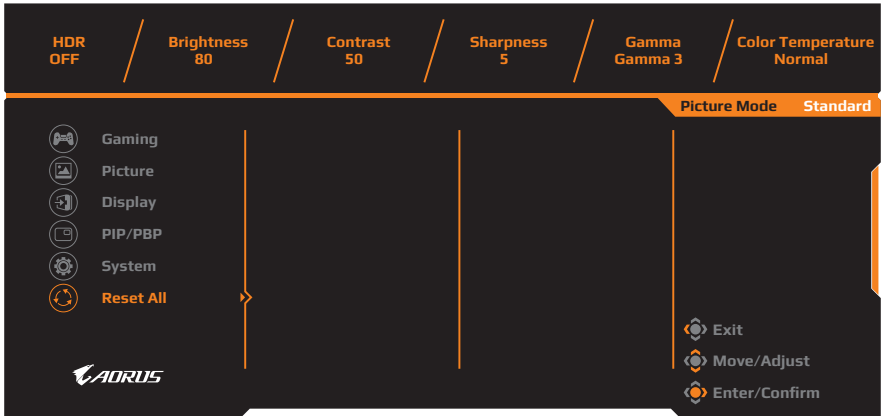 HDR
OFF
Brightness
80
Contrast
50
Sharpness
5
Gamma
Gamma 3
Color Temperature
Normal
Picture Mode Standard
Gaming
Picture
Display
PIP/PBP
System
Reset All
AORUS
Exit
Move/Adjust
Enter/Confirm